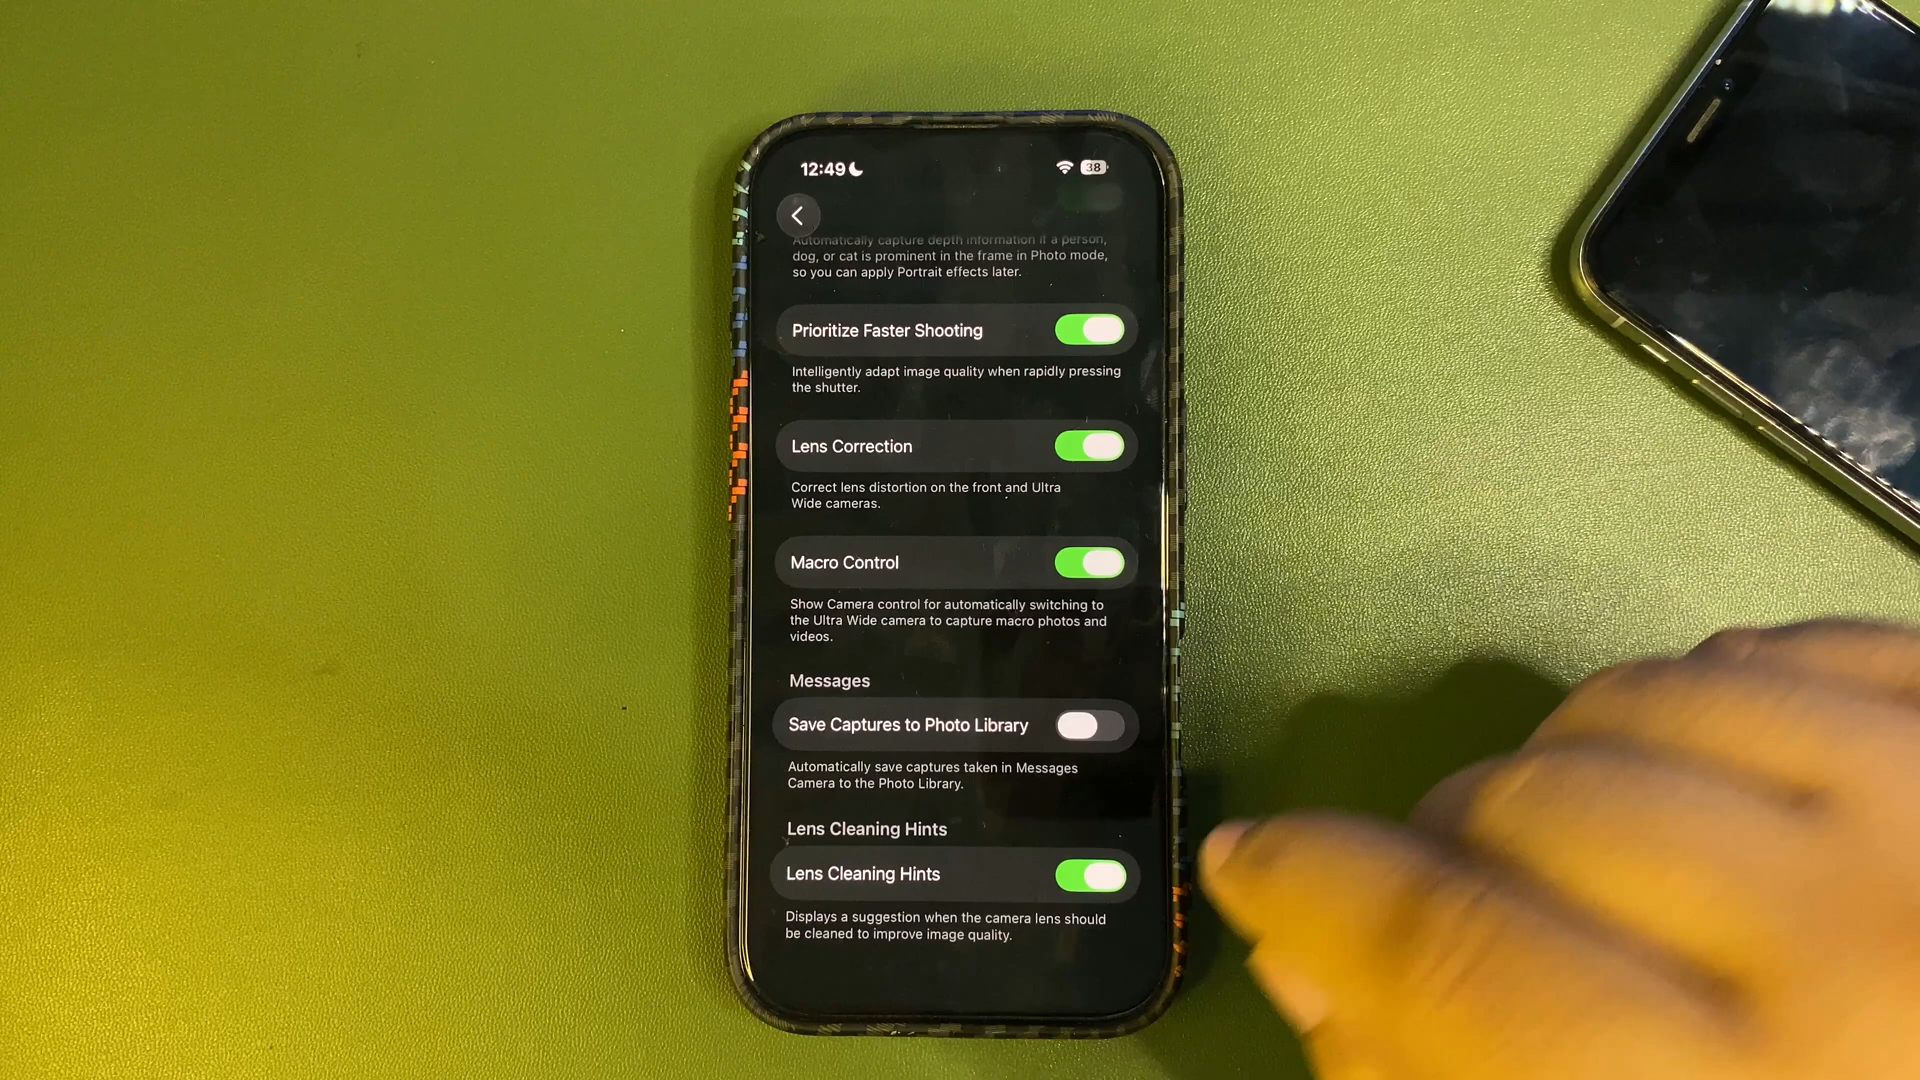 12:49
38
Automatically capture depth information if a person,
dog, or cat is prominent in the frame in Photo mode,
so you can apply Portrait effects later.
Prioritize Faster Shooting
Intelligently adapt image quality when rapidly pressing
the shutter.
Lens Correction
Correct lens distortion on the front and Ultra
Wide cameras.
Macro Control
Show Camera control for automatically switching to
the Ultra Wide camera to capture macro photos and
videos.
Messages
Save Captures to Photo Library
Automatically save captures taken in Messages
Camera to the Photo Library.
Lens Cleaning Hints
Lens Cleaning Hints
Displays a suggestion when the camera lens should
be cleaned to improve image quality.